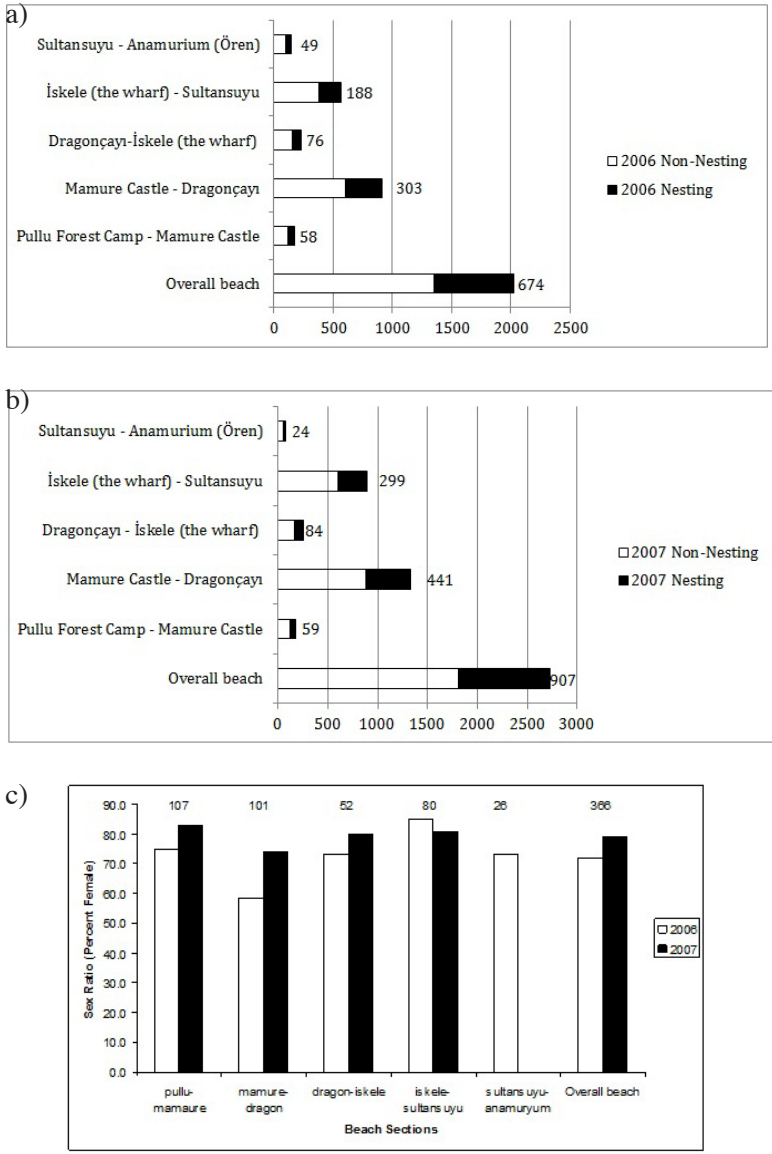 a)
Sultansuyu - Anamurium (Ören)
49
İskele (the wharf) - Sultansuyu
188
Dragonçayı-İskele (the wharf)
76
Mamure Castle - Dragonçayı
303
Pullu Forest Camp - Mamure Castle
58
Overall beach
674
0 500 1000 1500 2000 2500
2006 Non-Nesting
2006 Nesting
b)
Sultansuyu - Anamurium (Ören)
24
İskele (the wharf) - Sultansuyu
299
Dragonçayı - İskele (the wharf)
84
Mamure Castle - Dragonçayı
441
Pullu Forest Camp - Mamure Castle
59
Overall beach
907
0 500 1000 1500 2000 2500 3000
2007 Non-Nesting
2007 Nesting
c)
107 101 52 80 26 366
90.0
80.0
70.0
60.0
50.0
40.0
30.0
20.0
10.0
0.0
Sex Ratio (Percent Female)
pullu-
mamaure
mamure-
dragon
dragon-iskele
iskele-
sultansuyu
sultansuyu-
anamuryum
Overall beach
Beach Sections
2006
2007